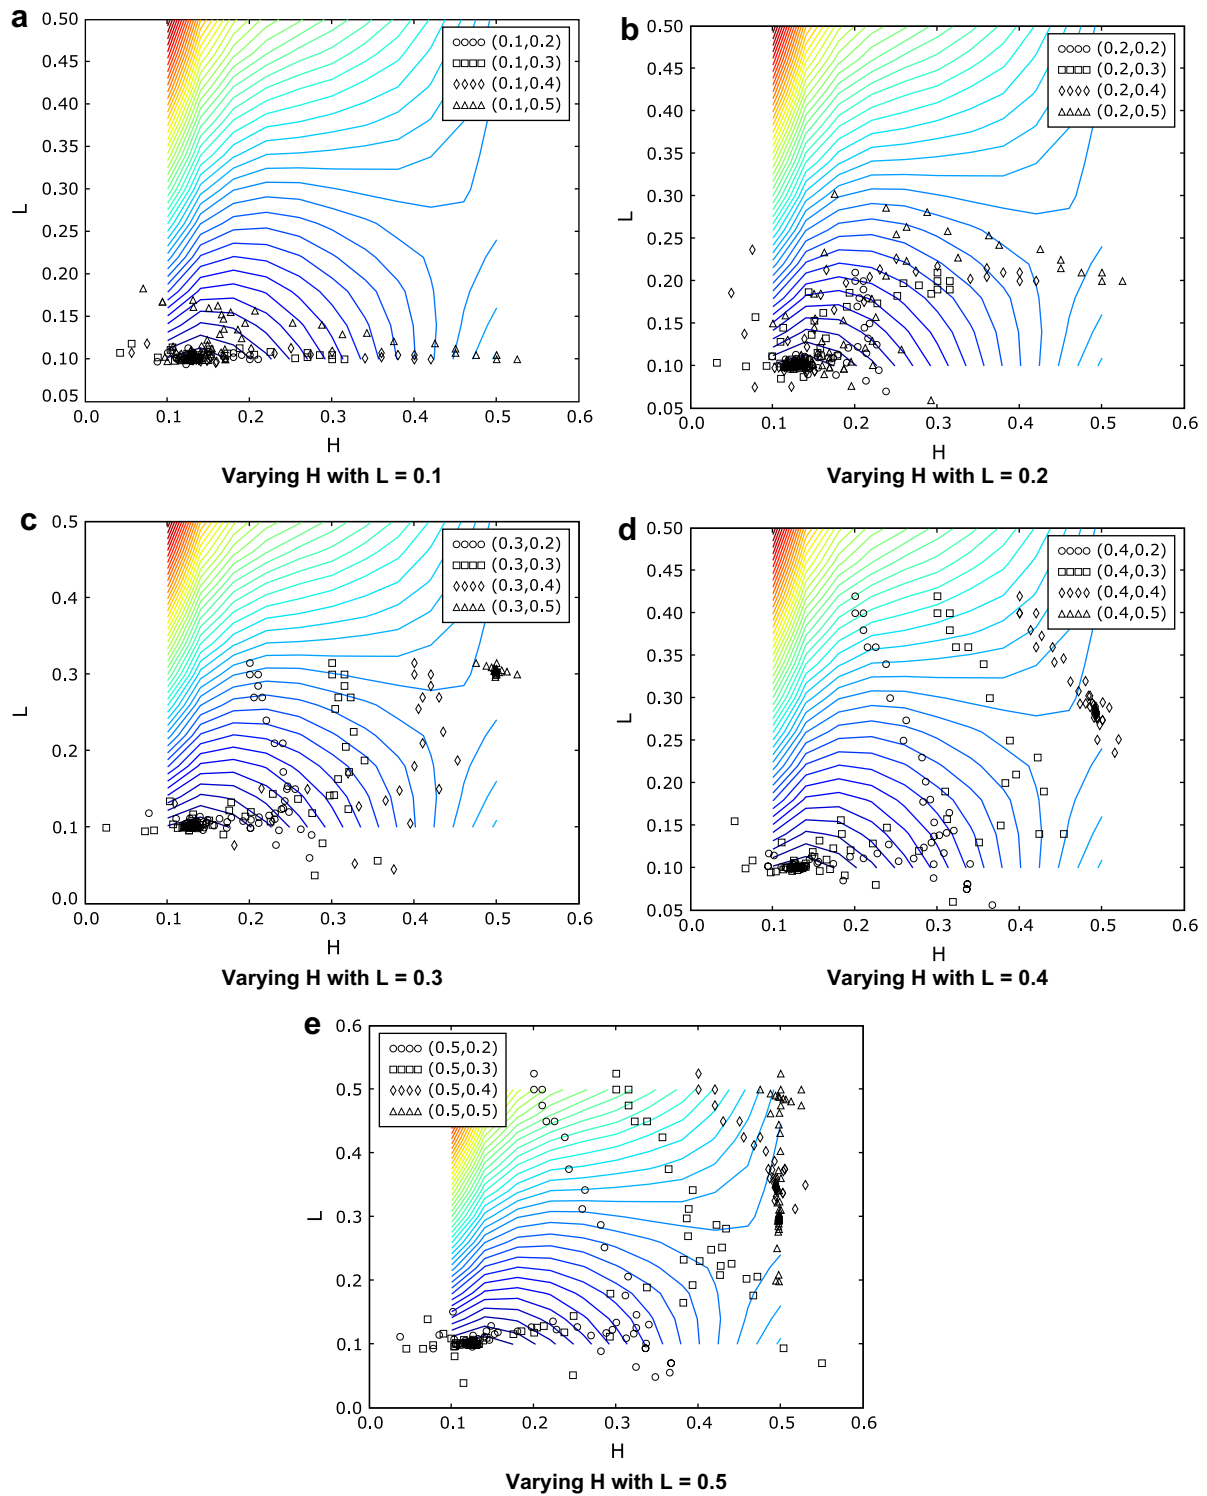 a
0.50
0.45
0.40
0.35
0.30
0.25
0.20
0.15
0.10
0.05
L
0.0 0.1 0.2 0.3 0.4 0.5 0.6
H
(0.1,0.2)
(0.1,0.3)
(0.1,0.4)
(0.1,0.5)
Varying H with L = 0.1
b
0.50
0.45
0.40
0.35
0.30
0.25
0.20
0.15
0.10
0.05
L
0.0 0.1 0.2 0.3 0.4 0.5 0.6
H
(0.2,0.2)
(0.2,0.3)
(0.2,0.4)
(0.2,0.5)
Varying H with L = 0.2
c
0.5
0.4
0.3
0.2
0.1
0.0
L
0.0 0.1 0.2 0.3 0.4 0.5 0.6
H
(0.3,0.2)
(0.3,0.3)
(0.3,0.4)
(0.3,0.5)
Varying H with L = 0.3
d
0.50
0.45
0.40
0.35
0.30
0.25
0.20
0.15
0.10
0.05
L
0.0 0.1 0.2 0.3 0.4 0.5 0.6
H
(0.4,0.2)
(0.4,0.3)
(0.4,0.4)
(0.4,0.5)
Varying H with L = 0.4
e
0.6
0.5
0.4
0.3
0.2
0.1
0.0
L
0.0 0.1 0.2 0.3 0.4 0.5 0.6
H
(0.5,0.2)
(0.5,0.3)
(0.5,0.4)
(0.5,0.5)
Varying H with L = 0.5